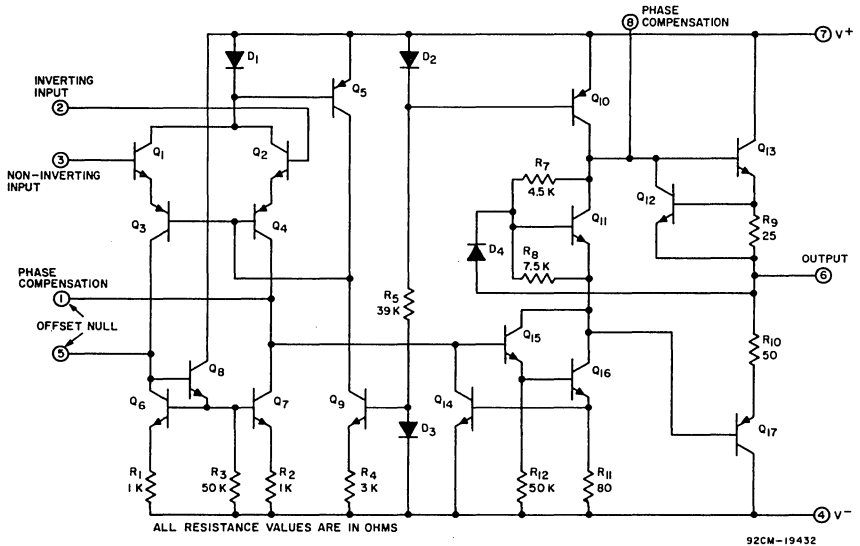 PHASE
COMPENSATION
8
7 V+
D1
D2
INVERTING
INPUT
2
Q5
Q10
Q1
Q2
Q13
3
NON-INVERTING
INPUT
R7
4.5 K
Q12
Q11
R9
25
Q3
Q4
D4
R8
7.5 K
OUTPUT
6
PHASE
COMPENSATION
1
R5
39K
OFFSET NULL
Q15
R10
50
5
Q8
Q16
Q6
Q7
Q9
Q14
D3
Q17
R1
1 K
R3
50 K
R2
1K
R4
3 K
R12
50 K
R11
80
4 V-
ALL RESISTANCE VALUES ARE IN OHMS
92CM-19432